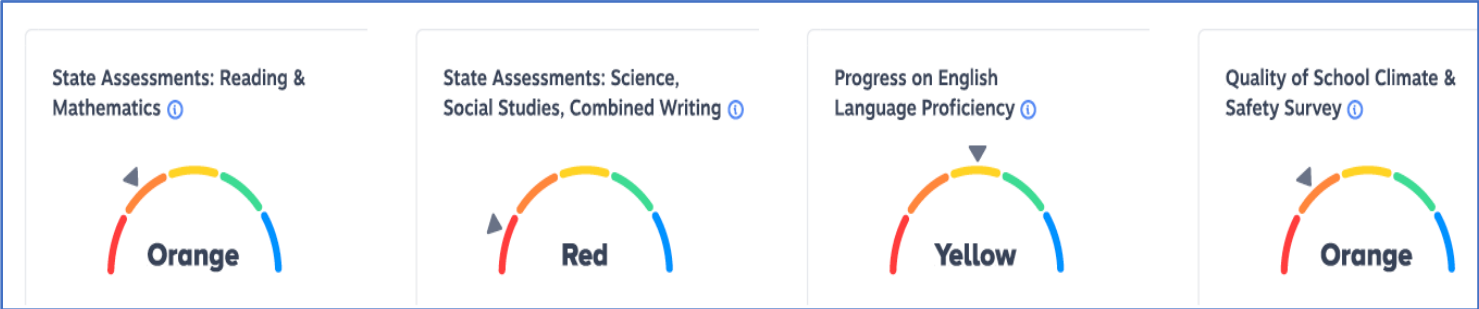 State Assessments: Reading &
Mathematics
Orange
State Assessments: Science,
Social Studies, Combined Writing
Red
Progress on English
Language Proficiency
Yellow
Quality of School Climate &
Safety Survey
Orange